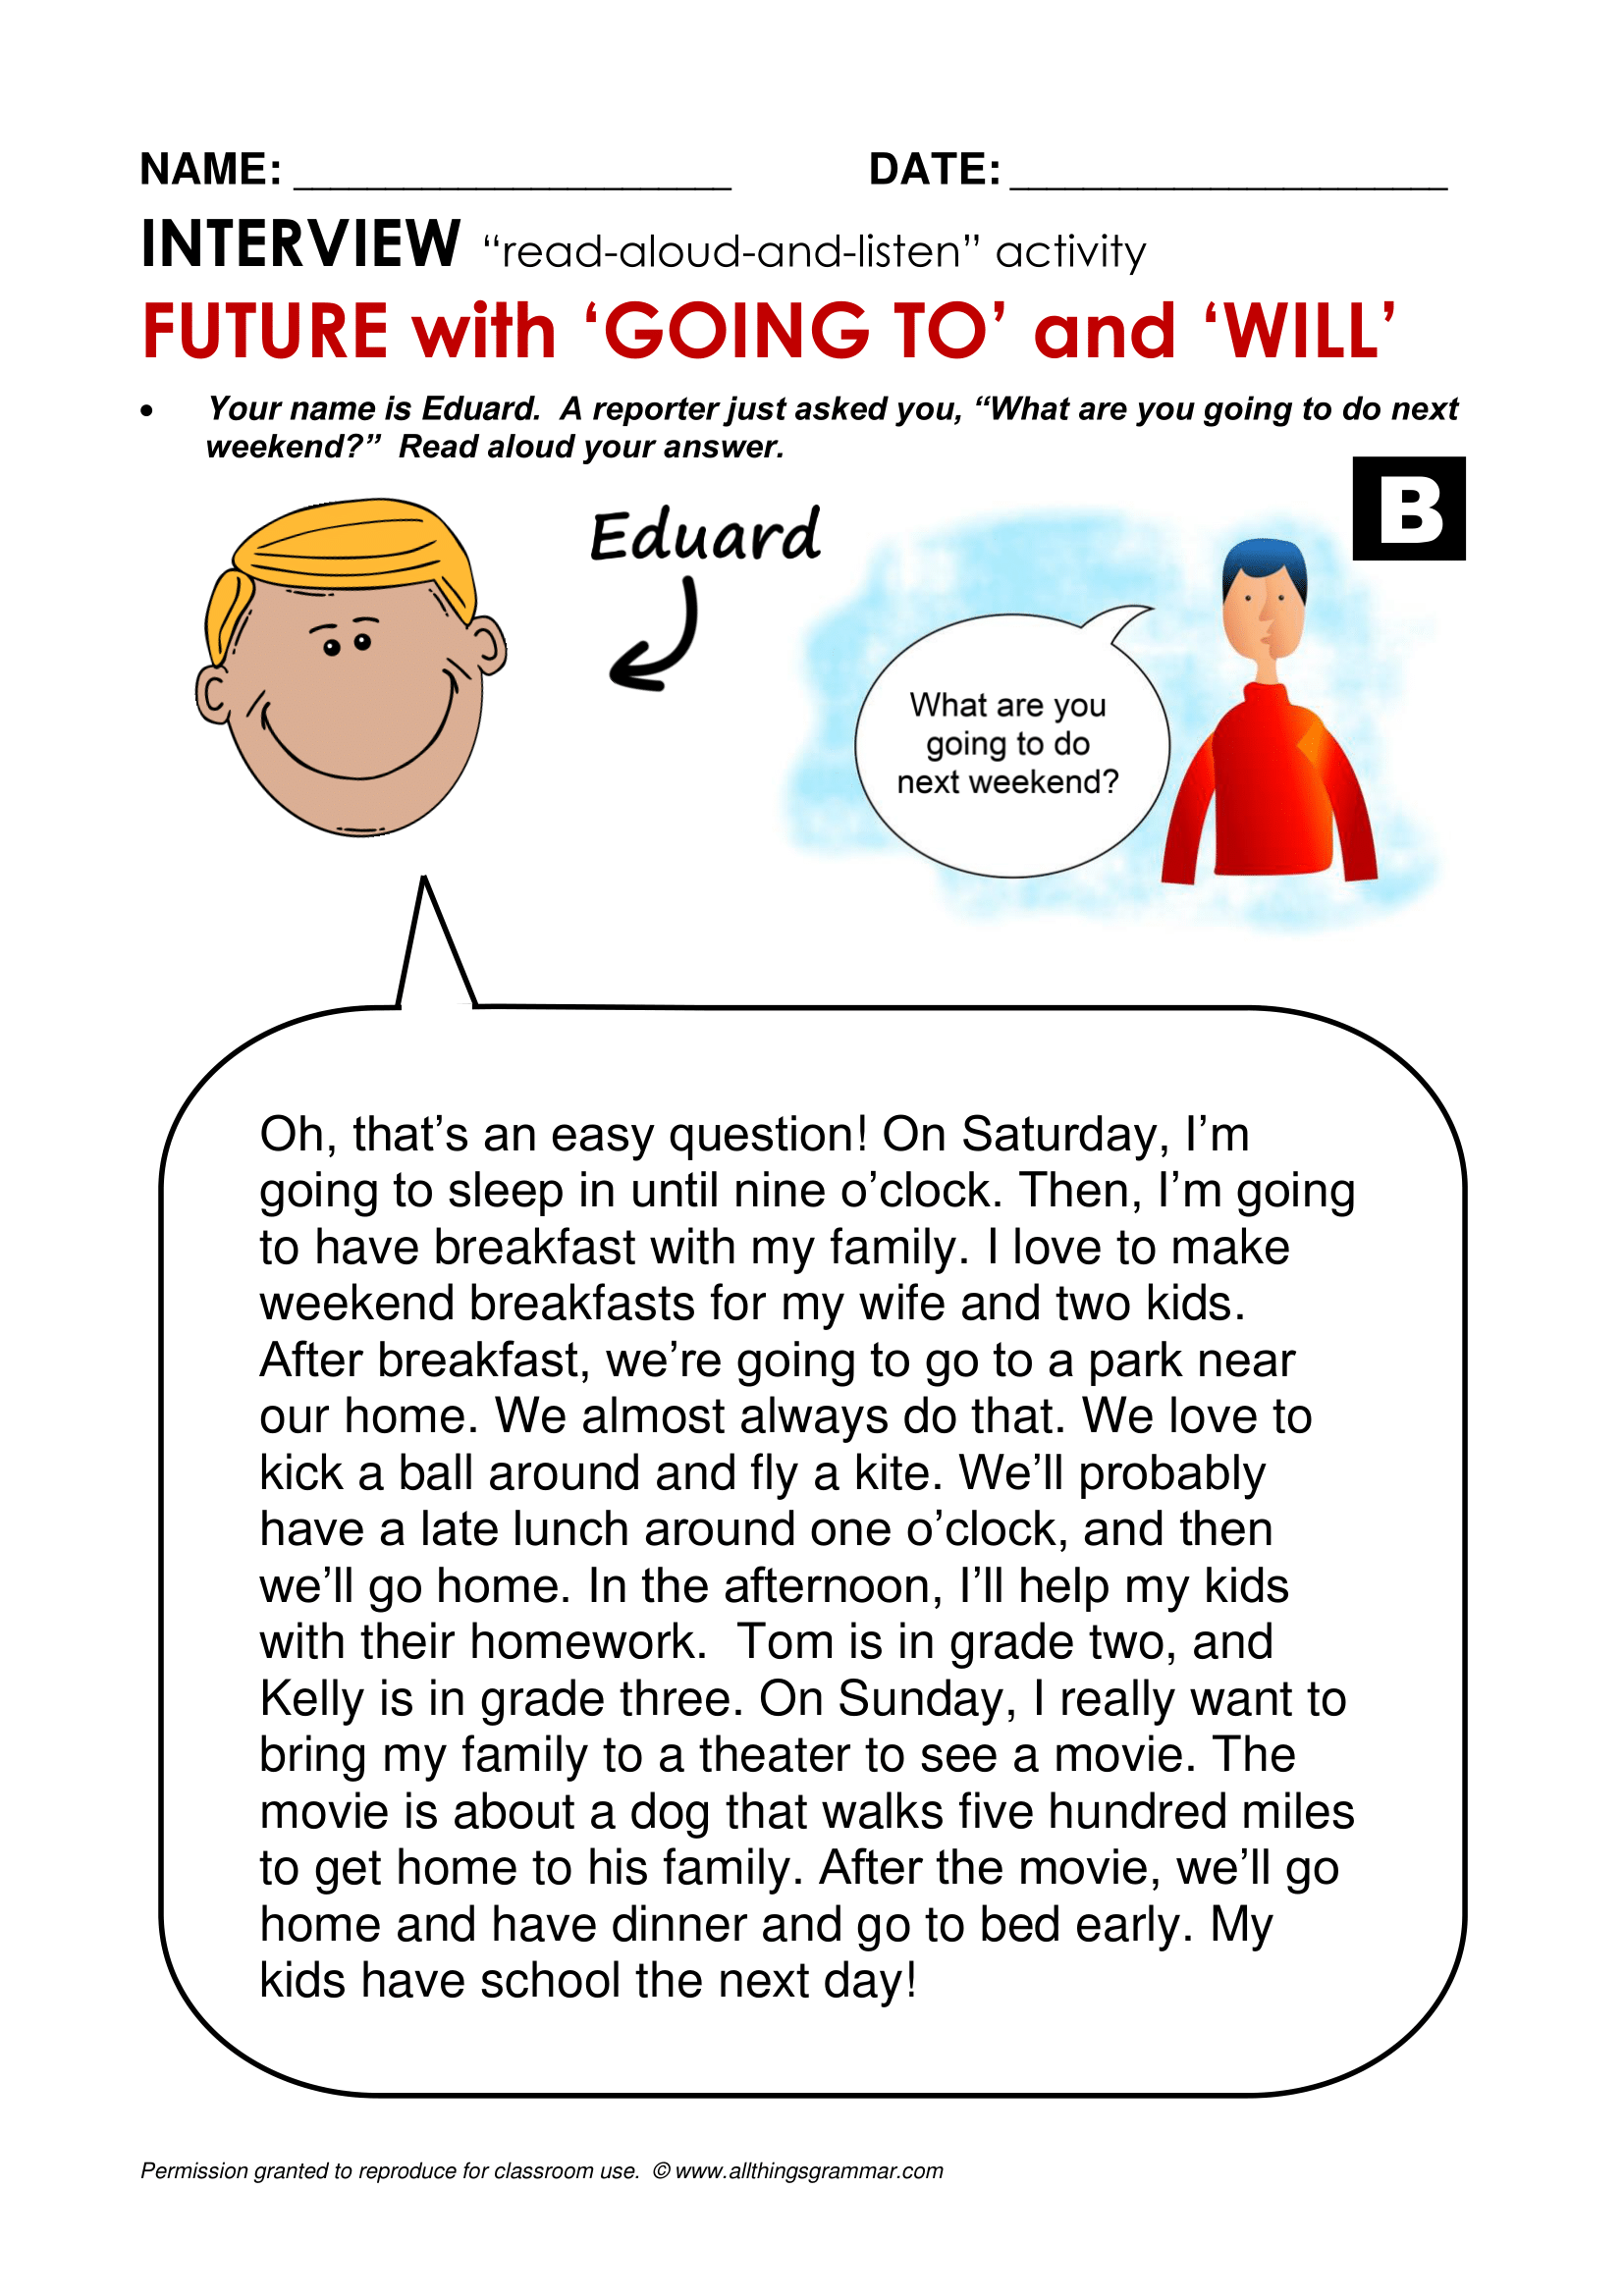 NAME: ____________________ DATE: ____________________
INTERVIEW “read-aloud-and-listen” activity
FUTURE with ‘GOING TO’ and ‘WILL’
• Your name is Eduard.  A reporter just asked you, “What are you going to do next
weekend?”  Read aloud your answer.
B
Eduard
What are you
going to do
next weekend?
Oh, that’s an easy question! On Saturday, I’m
going to sleep in until nine o’clock. Then, I’m going
to have breakfast with my family. I love to make
weekend breakfasts for my wife and two kids.
After breakfast, we’re going to go to a park near
our home. We almost always do that. We love to
kick a ball around and fly a kite. We’ll probably
have a late lunch around one o’clock, and then
we’ll go home. In the afternoon, I’ll help my kids
with their homework.  Tom is in grade two, and
Kelly is in grade three. On Sunday, I really want to
bring my family to a theater to see a movie. The
movie is about a dog that walks five hundred miles
to get home to his family. After the movie, we’ll go
home and have dinner and go to bed early. My
kids have school the next day!
Permission granted to reproduce for classroom use.  © www.allthingsgrammar.com